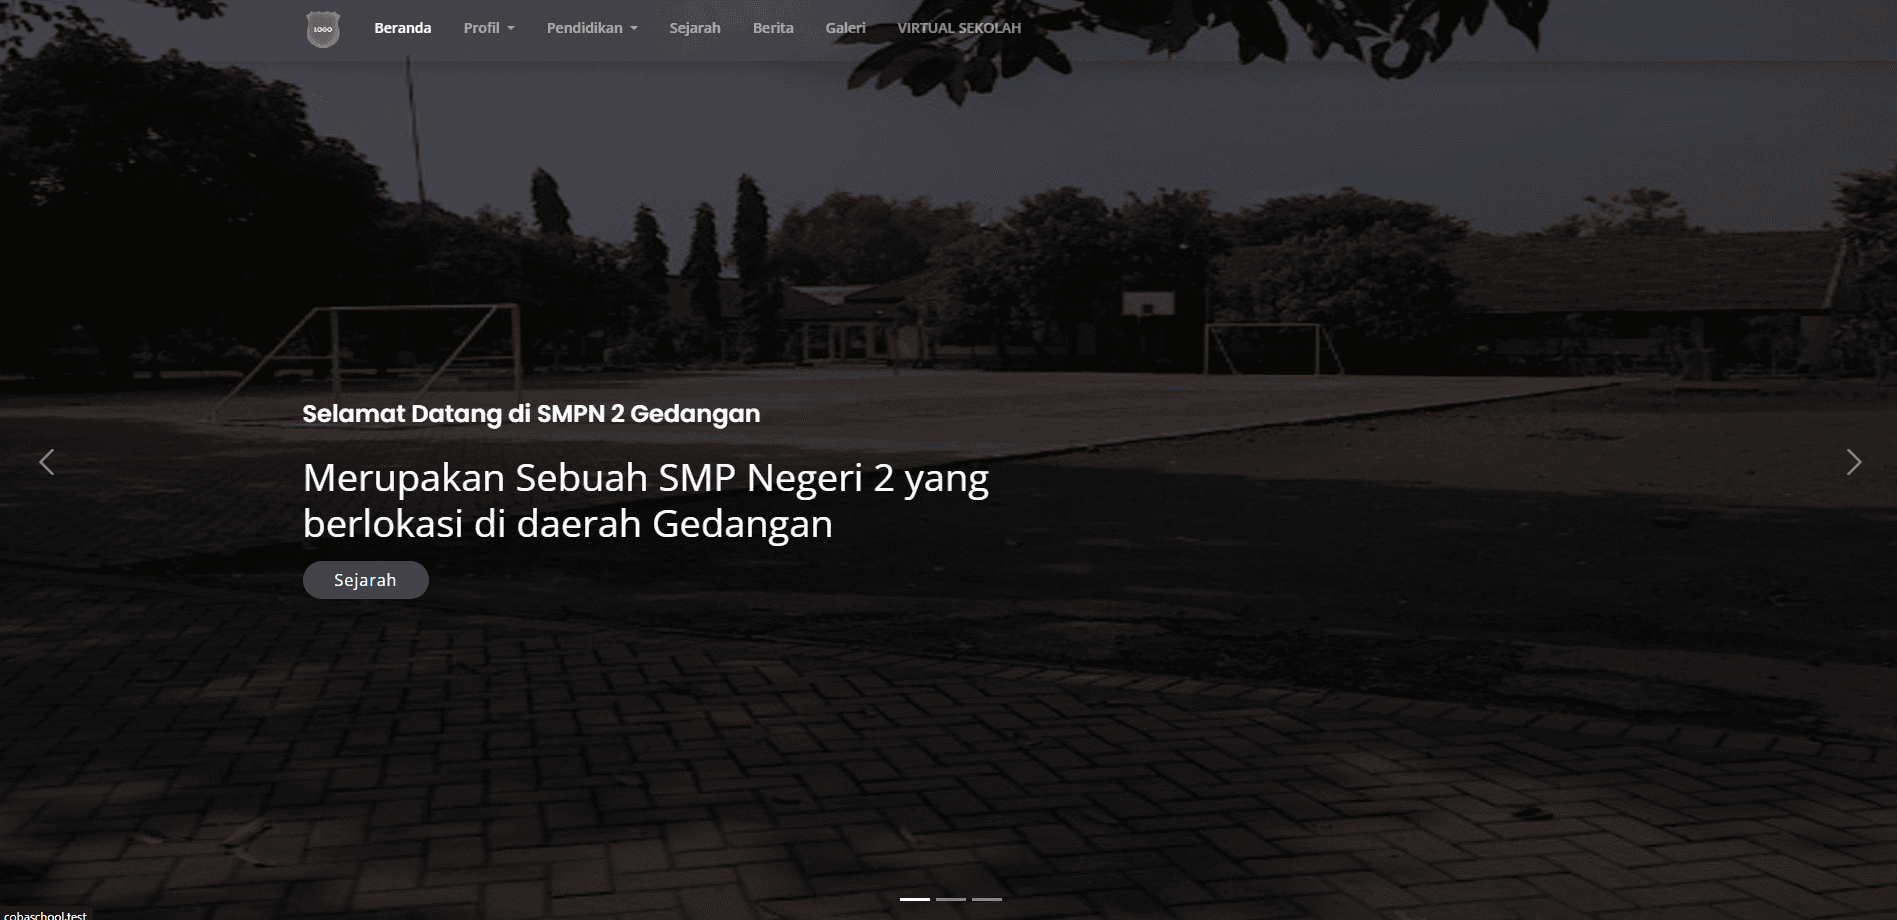 LOGO
Beranda Profil Pendidikan Sejarah Berita Galeri VIRTUAL SEKOLAH
Selamat Datang di SMPN 2 Gedangan
Merupakan Sebuah SMP Negeri 2 yang
berlokasi di daerah Gedangan
Sejarah
cobaschool.test